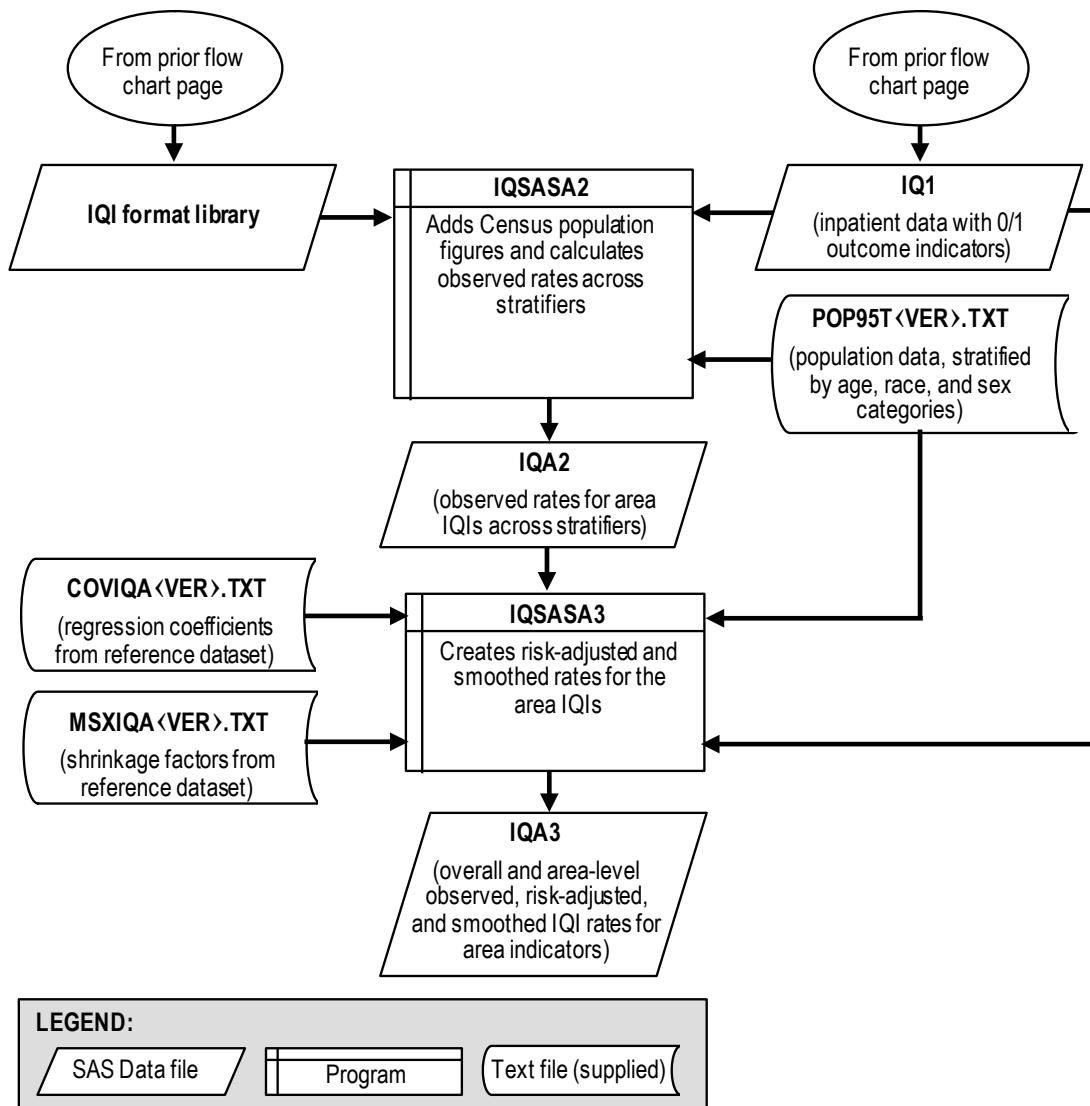 From prior flow
chart page
From prior flow
chart page
IQI format library
IQSASA2
Adds Census population
figures and calculates
observed rates across
stratifiers
IQ1
(inpatient data with 0/1
outcome indicators)
POP95T<VER>.TXT
(population data, stratified
by age, race, and sex
categories)
IQA2
(observed rates for area
IQIs across stratifiers)
COVIQA<VER>.TXT
(regression coefficients
from reference dataset)
IQSASA3
Creates risk-adjusted and
smoothed rates for the
area IQIs
MSXIQA<VER>.TXT
(shrinkage factors from
reference dataset)
IQA3
(overall and area-level
observed, risk-adjusted,
and smoothed IQI rates for
area indicators)
LEGEND:
SAS Data file
Program
Text file (supplied)